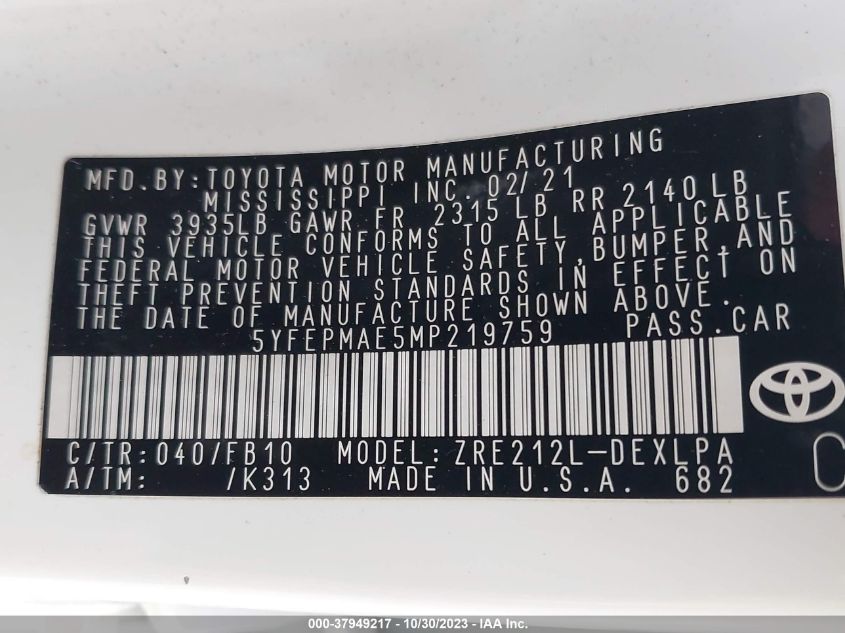 MFD.BY:TOYOTA MOTOR MANUFACTURING
MISSISSIPPI INC. 02/21
GVWR 3935LB GAWR FR 2315 LB RR 2140 LB
THIS VEHICLE CONFORMS TO ALL APPLICABLE
FEDERAL MOTOR VEHICLE SAFETY,BUMPER,AND
THEFT PREVENTION STANDARDS IN EFFECT ON
THE DATE OF MANUFACTURE SHOWN ABOVE.
5YFEPMAE5MP219759 PASS.CAR
C/TR:040/FB10 MODEL:ZRE212L-DEXLPA
A/TM: /K313 MADE IN U.S.A. 682
C
000-37949217 - 10/30/2023 - IAA Inc.